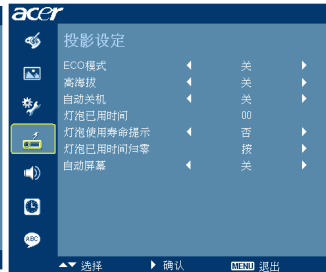 acer
投影设定
ECO模式 关
高海拔 关
自动关机 关
灯泡已用时间 00
灯泡使用寿命提示 否
灯泡已用时间归零 按
自动屏幕 关
ABC
选择 确认 MENU 退出